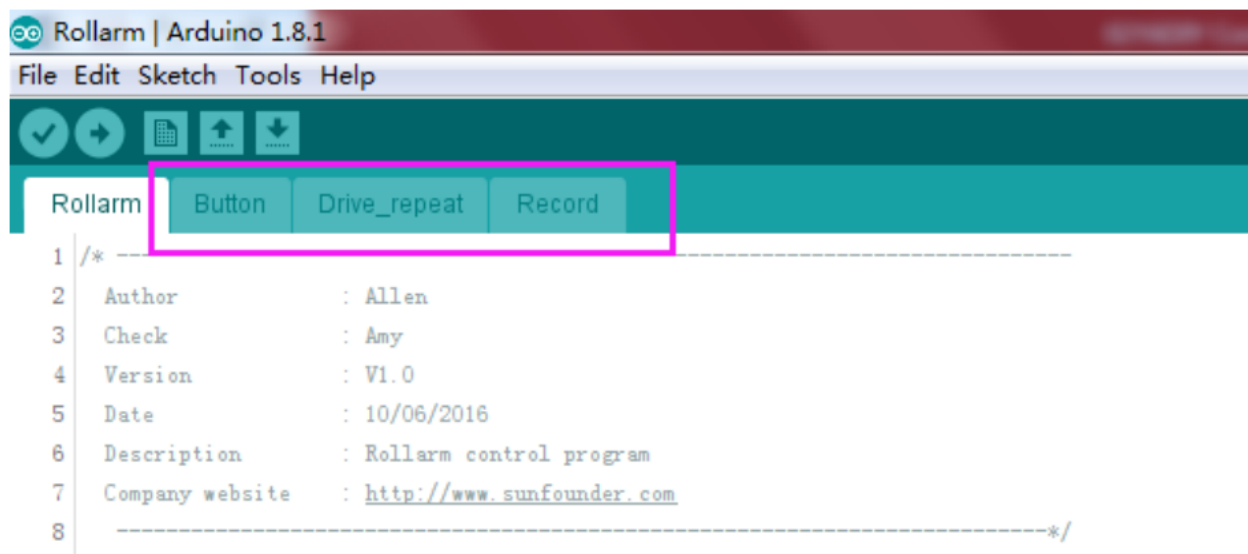 Rollarm | Arduino 1.8.1
File Edit Sketch Tools Help
Rollarm Button Drive_repeat Record
1 /* ------------------------------------------------------------------------------
2 Author : Allen
3 Check : Amy
4 Version : V1.0
5 Date : 10/06/2016
6 Description : Rollarm control program
7 Company website : http://www.sunfounder.com
8 ---------------------------------------------------------------------------*/